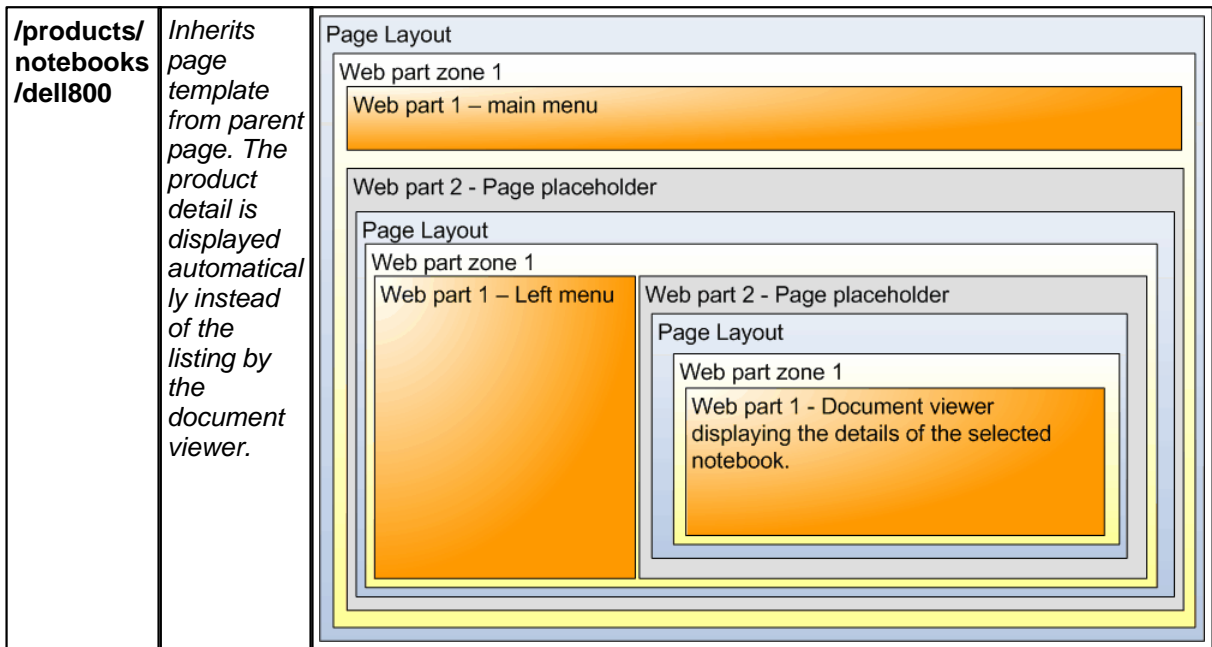 /products/
notebooks
/dell800
Inherits
page
template
from parent
page. The
product
detail is
displayed
automatical
ly instead
of the
listing by
the
document
viewer.
Page Layout
Web part zone 1
Web part 1 – main menu
Web part 2 - Page placeholder
Page Layout
Web part zone 1
Web part 1 – Left menu
Web part 2 - Page placeholder
Page Layout
Web part zone 1
Web part 1 - Document viewer
displaying the details of the selected
notebook.